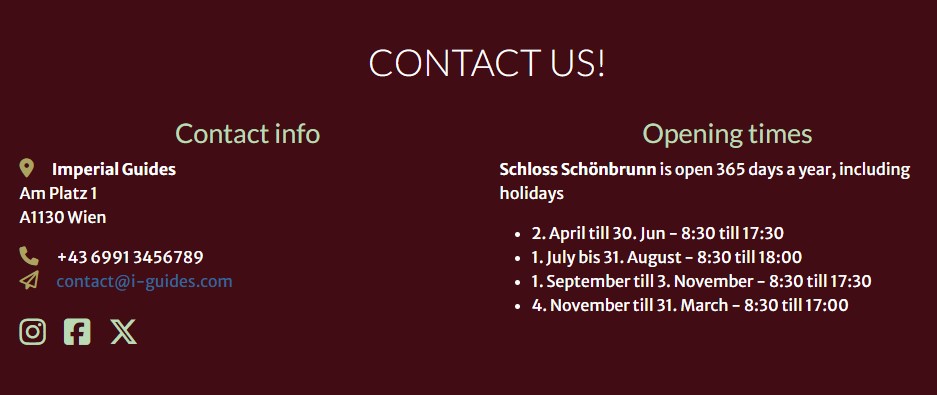 CONTACT US!
Contact info
Imperial Guides
Am Platz 1
A1130 Wien
+43 69913456789
contact@i-guides.com
Opening times
Schloss Schönbrunn is open 365 days a year, including
holidays
• 2. April till 30. Jun – 8:30 till 17:30
• 1. July bis 31. August – 8:30 till 18:00
• 1. September till 3. November – 8:30 till 17:30
• 4. November till 31. March – 8:30 till 17:00